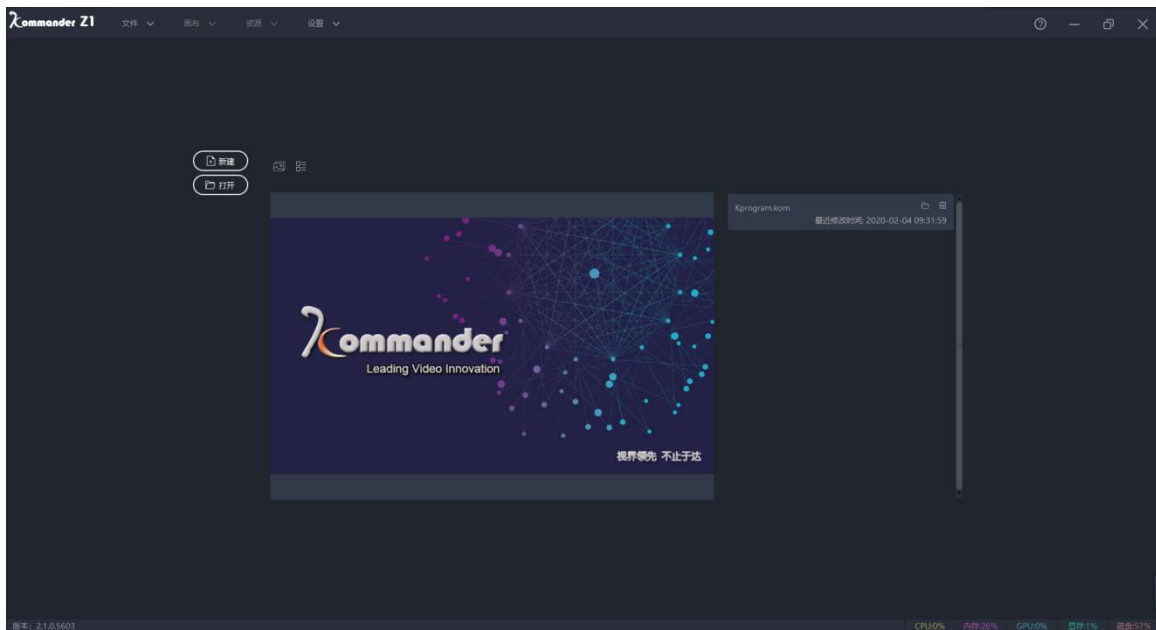 Kommander Z1 文件 画布 资源 设置
新建
打开
Kprogram.kom
最近修改时间: 2020-02-04 09:31:59
Kommander
Leading Video Innovation
视界领先 不止于达
版本: 2.1.0.5603 CPU:0% 内存:26% GPU:0% 显存:1% 磁盘:57%